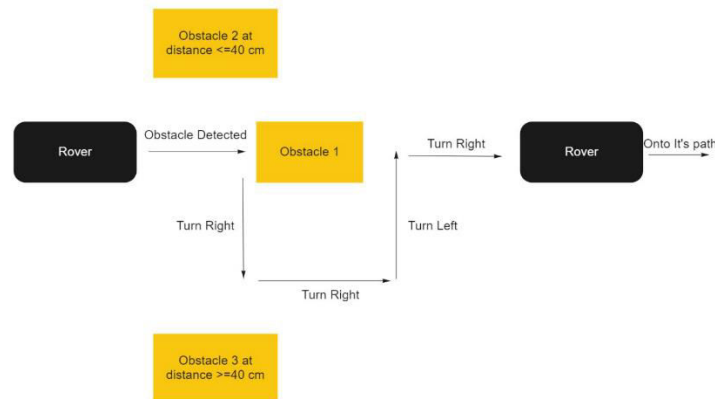 Obstacle 2 at
distance <=40 cm
Rover
Obstacle Detected
Obstacle 1
Turn Right
Rover
Onto It's path
Turn Right
Turn Left
Turn Right
Obstacle 3 at
distance >=40 cm